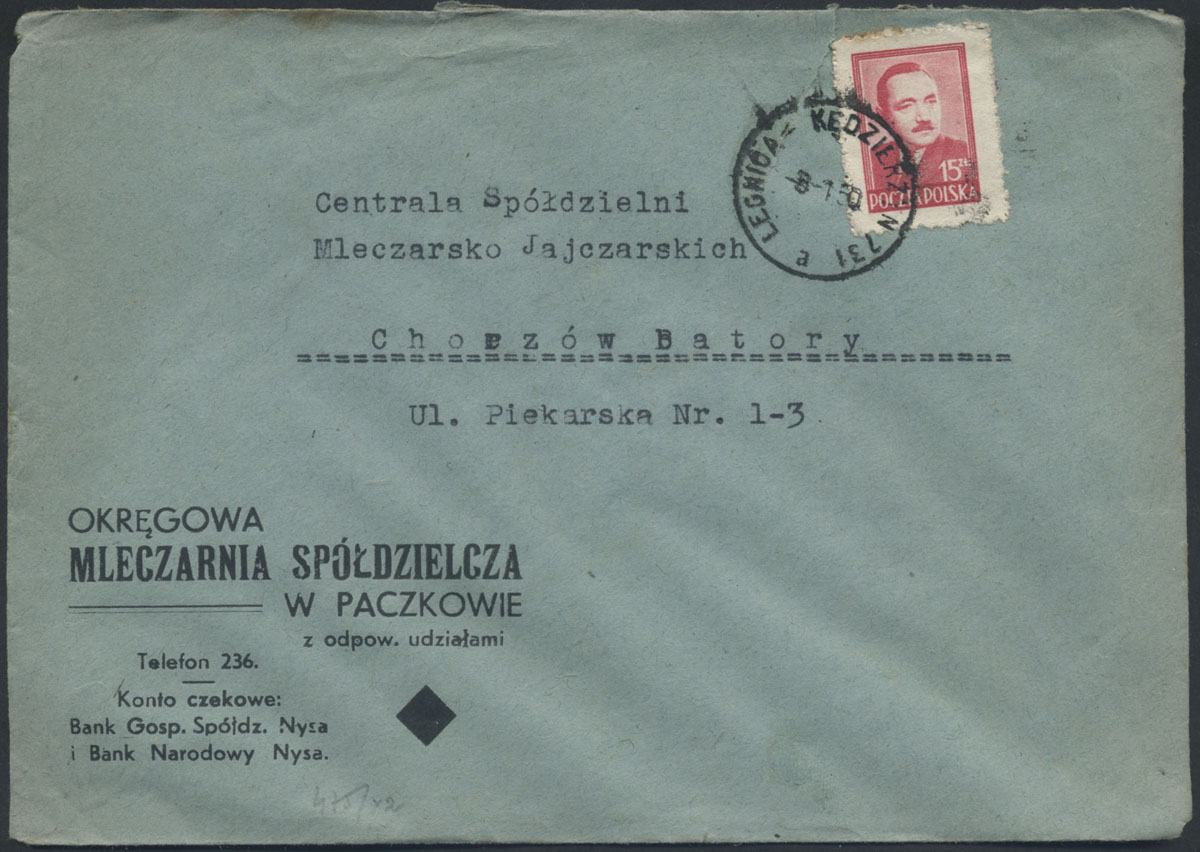 15 zł
POCZTA POLSKA
LEGNICA - KĘDZIERZYN 731
-8-1 50
Centrala Spółdzielni
Mleczarsko Jajczarskich
Chorzów Batory
Ul. Piekarska Nr. 1-3
OKRĘGOWA
MLECZARNIA SPÓŁDZIELCZA
W PACZKOWIE
z odpow. udziałami
Telefon 236.
Konto czekowe:
Bank Gosp. Spółdz. Nysa
i Bank Narodowy Nysa.